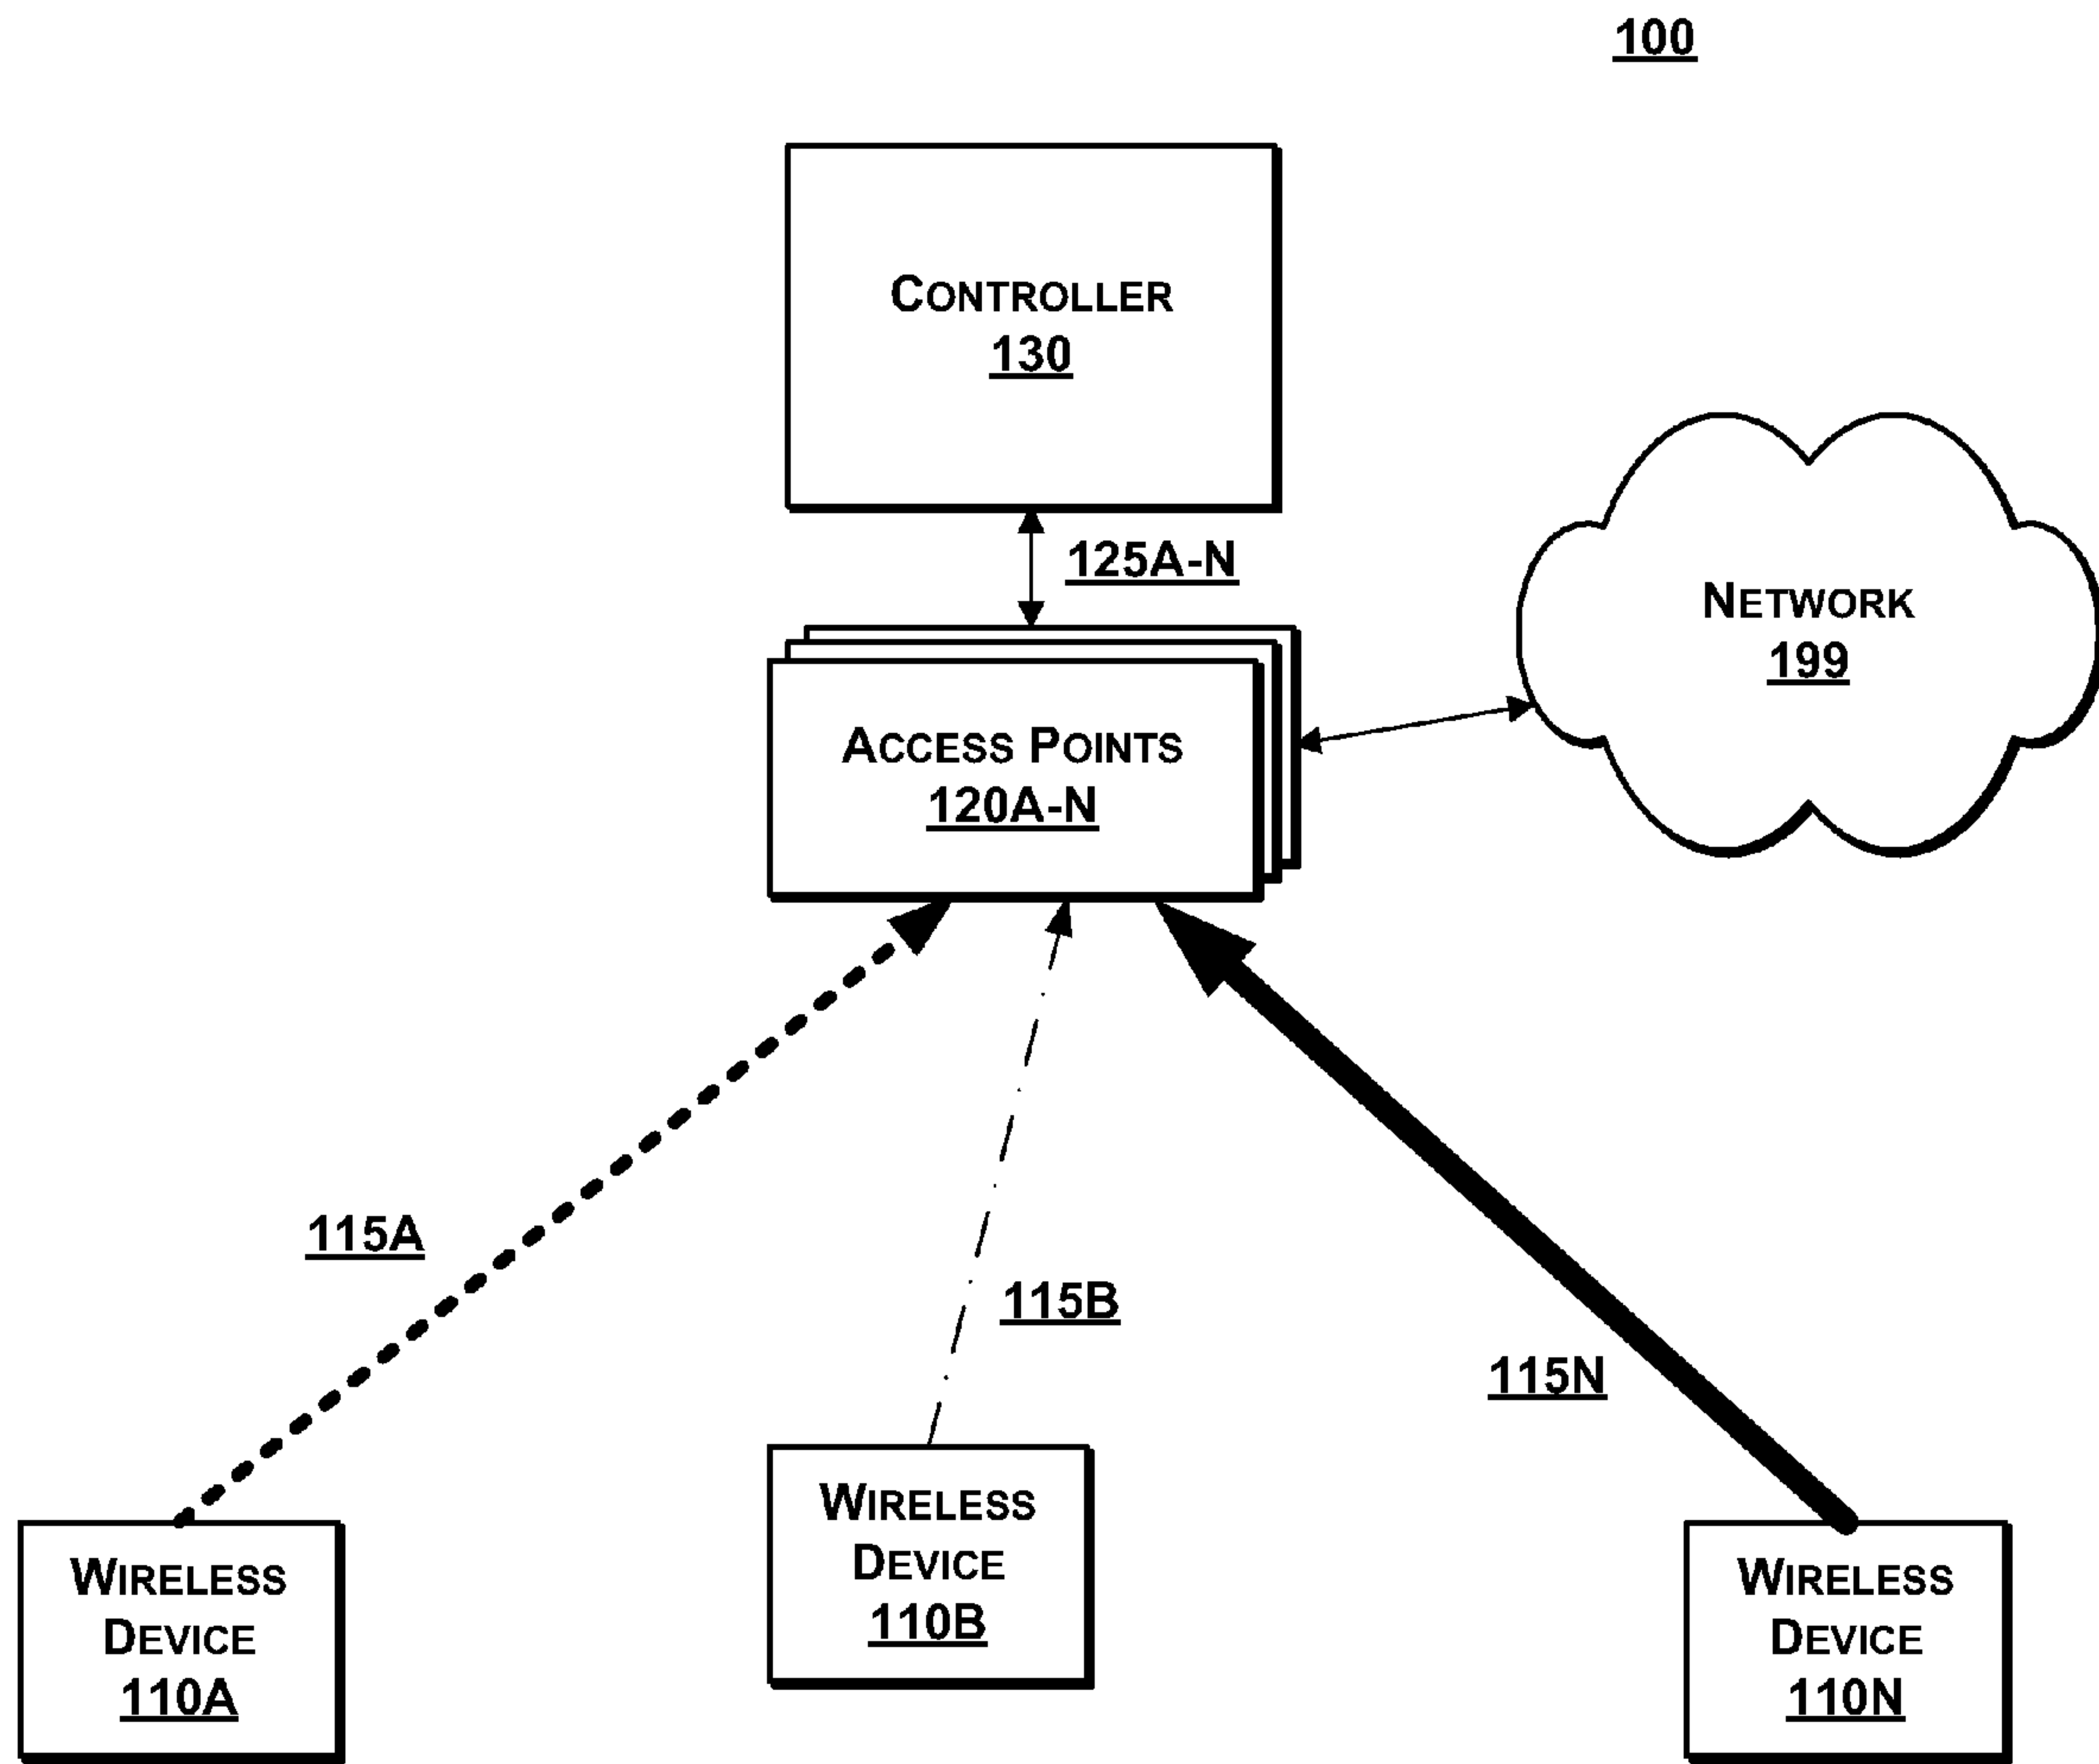 100
CONTROLLER
130
125A-N
NETWORK
199
ACCESS POINTS
120A-N
115A
115B
115N
WIRELESS
DEVICE
110A
WIRELESS
DEVICE
110B
WIRELESS
DEVICE
110N